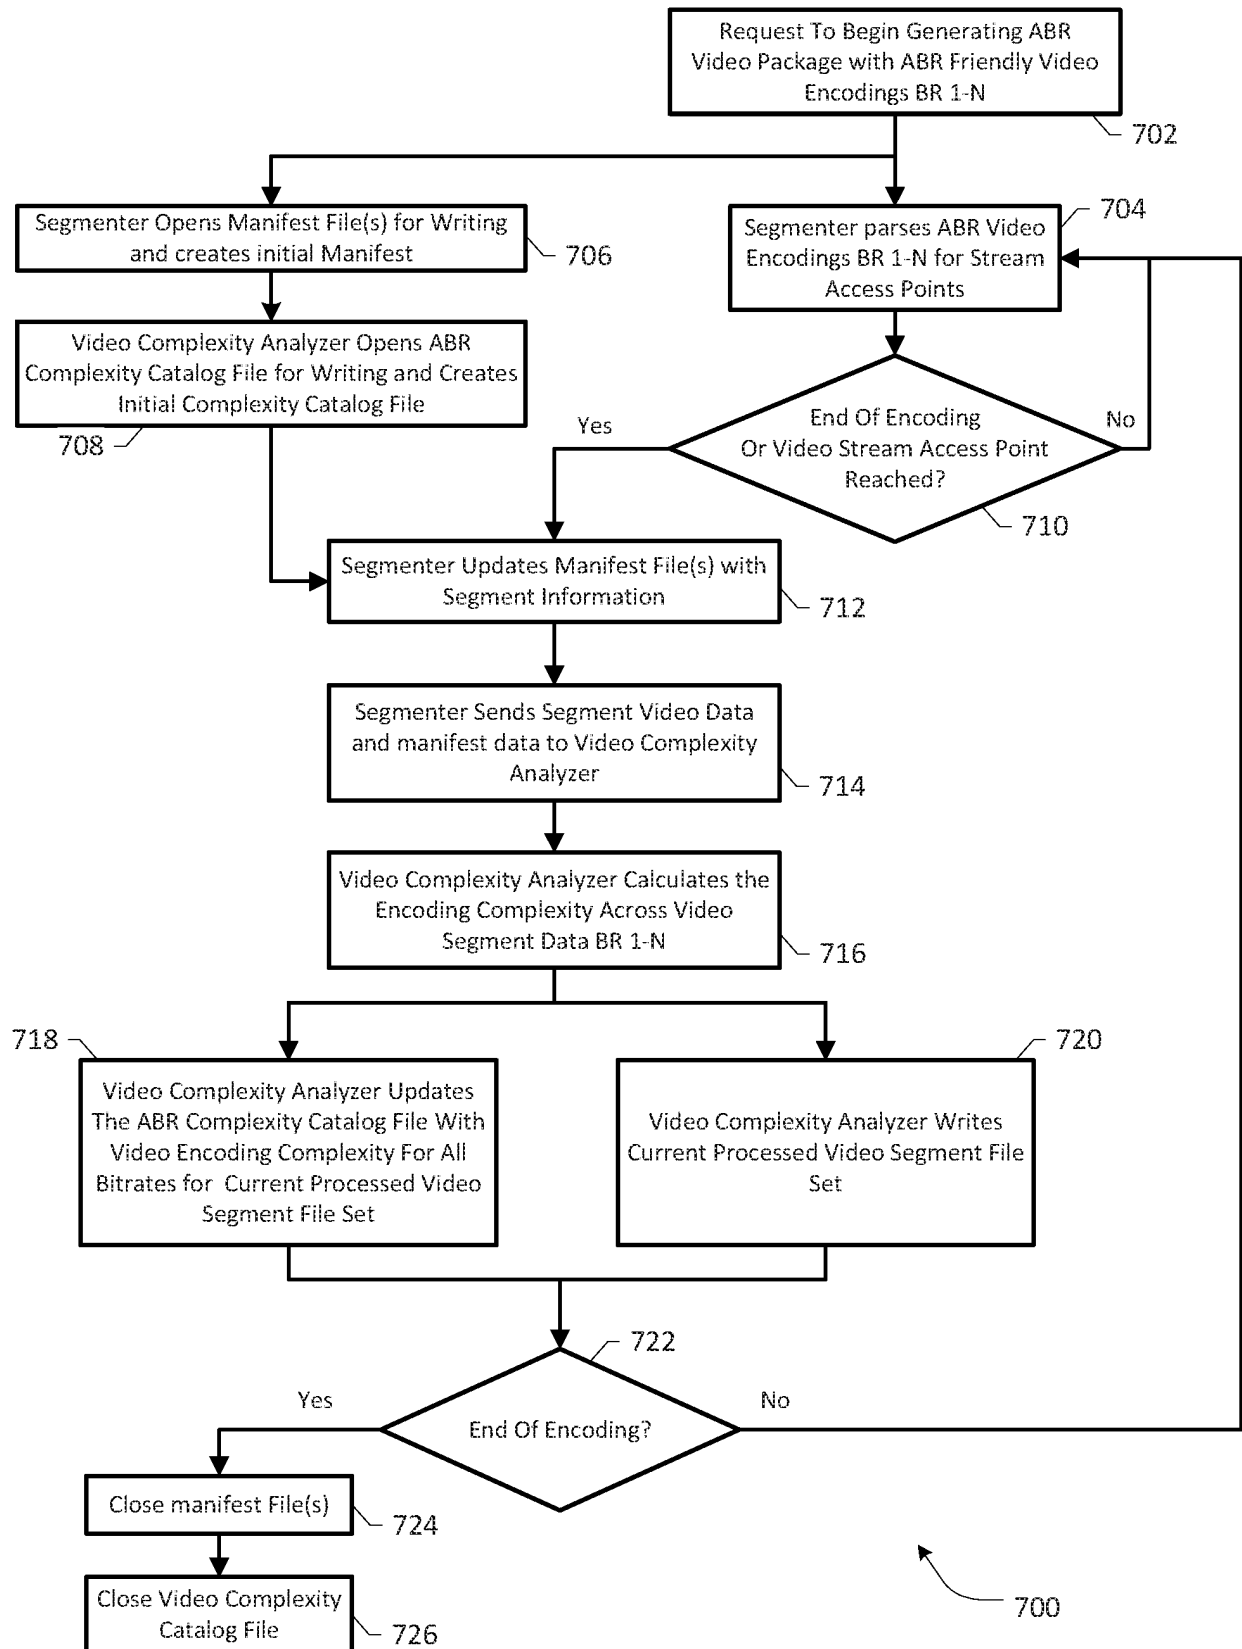 Request To Begin Generating ABR
Video Package with ABR Friendly Video
Encodings BR 1-N
702
Segmenter Opens Manifest File(s) for Writing
and creates initial Manifest
706
Segmenter parses ABR Video
Encodings BR 1-N for Stream
Access Points
704
Video Complexity Analyzer Opens ABR
Complexity Catalog File for Writing and Creates
Initial Complexity Catalog File
708
End Of Encoding
Or Video Stream Access Point
Reached?
Yes
No
710
Segmenter Updates Manifest File(s) with
Segment Information
712
Segmenter Sends Segment Video Data
and manifest data to Video Complexity
Analyzer
714
Video Complexity Analyzer Calculates the
Encoding Complexity Across Video
Segment Data BR 1-N
716
718
Video Complexity Analyzer Updates
The ABR Complexity Catalog File With
Video Encoding Complexity For All
Bitrates for Current Processed Video
Segment File Set
720
Video Complexity Analyzer Writes
Current Processed Video Segment File
Set
722
Yes
End Of Encoding?
No
Close manifest File(s)
724
Close Video Complexity
Catalog File
726
700